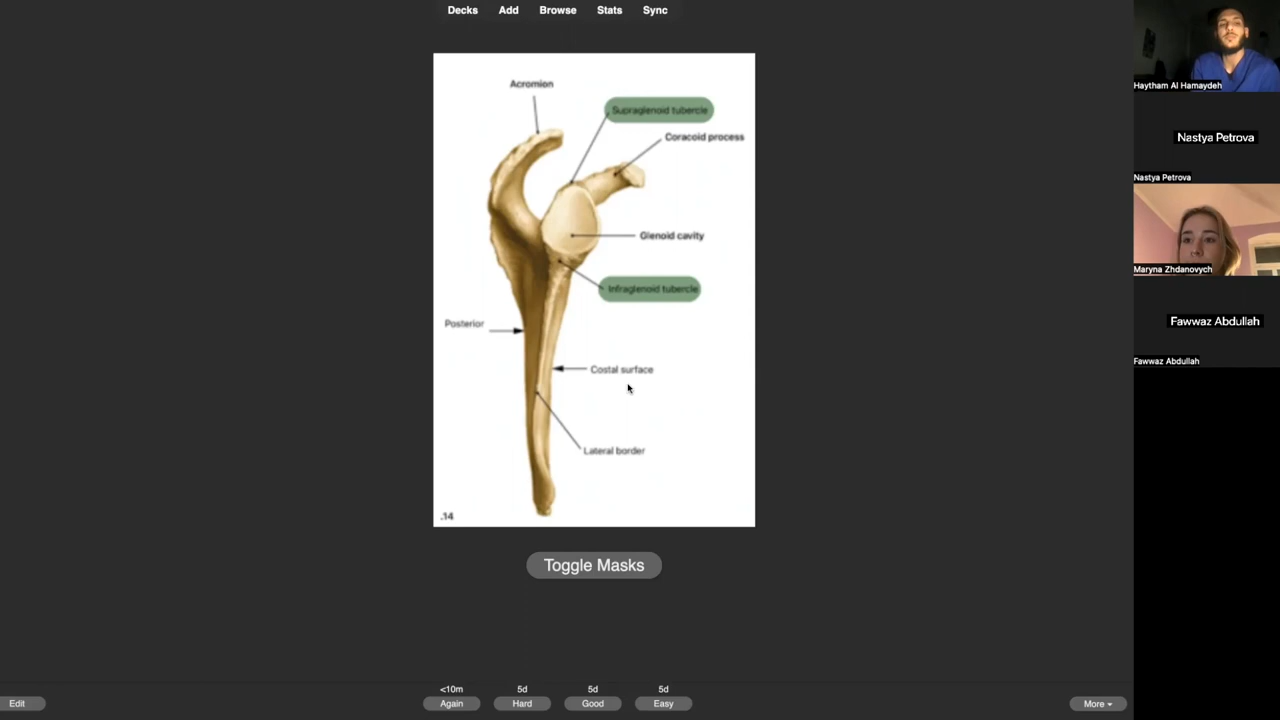 Decks Add Browse Stats Sync
Acromion
Supraglenoid tubercle
Coracoid process
Glenoid cavity
Infraglenoid tubercle
Posterior
Costal surface
Lateral border
.14
Toggle Masks
<10m 5d 5d 5d
Edit Again Hard Good Easy More
Haytham Al Hamaydeh
Nastya Petrova
Nastya Petrova
Maryna Zhdanovych
Fawwaz Abdullah
Fawwaz Abdullah